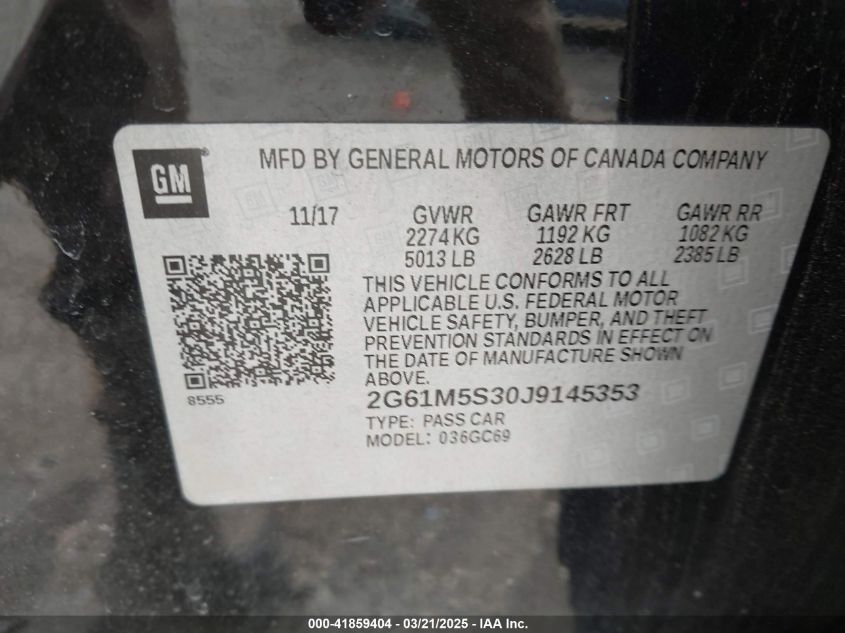 GM®
MFD BY GENERAL MOTORS OF CANADA COMPANY
11/17 GVWR GAWR FRT GAWR RR
2274 KG 1192 KG 1082 KG
5013 LB 2628 LB 2385 LB
THIS VEHICLE CONFORMS TO ALL
APPLICABLE U.S. FEDERAL MOTOR
VEHICLE SAFETY, BUMPER, AND THEFT
PREVENTION STANDARDS IN EFFECT ON
THE DATE OF MANUFACTURE SHOWN
ABOVE.
8555
2G61M5S30J9145353
TYPE: PASS CAR
MODEL: 036GC69
000-41859404 - 03/21/2025 - IAA Inc.